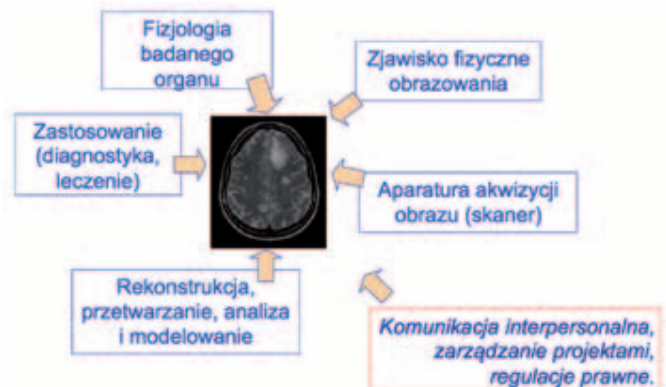 Fizjologia
badanego
organu
Zjawisko fizyczne
obrazowania
Zastosowanie
(diagnostyka,
leczenie)
Aparatura akwizycji
obrazu (skaner)
Rekonstrukcja,
przetwarzanie, analiza
i modelowanie
Komunikacja interpersonalna,
zarządzanie projektami,
regulacje prawne.